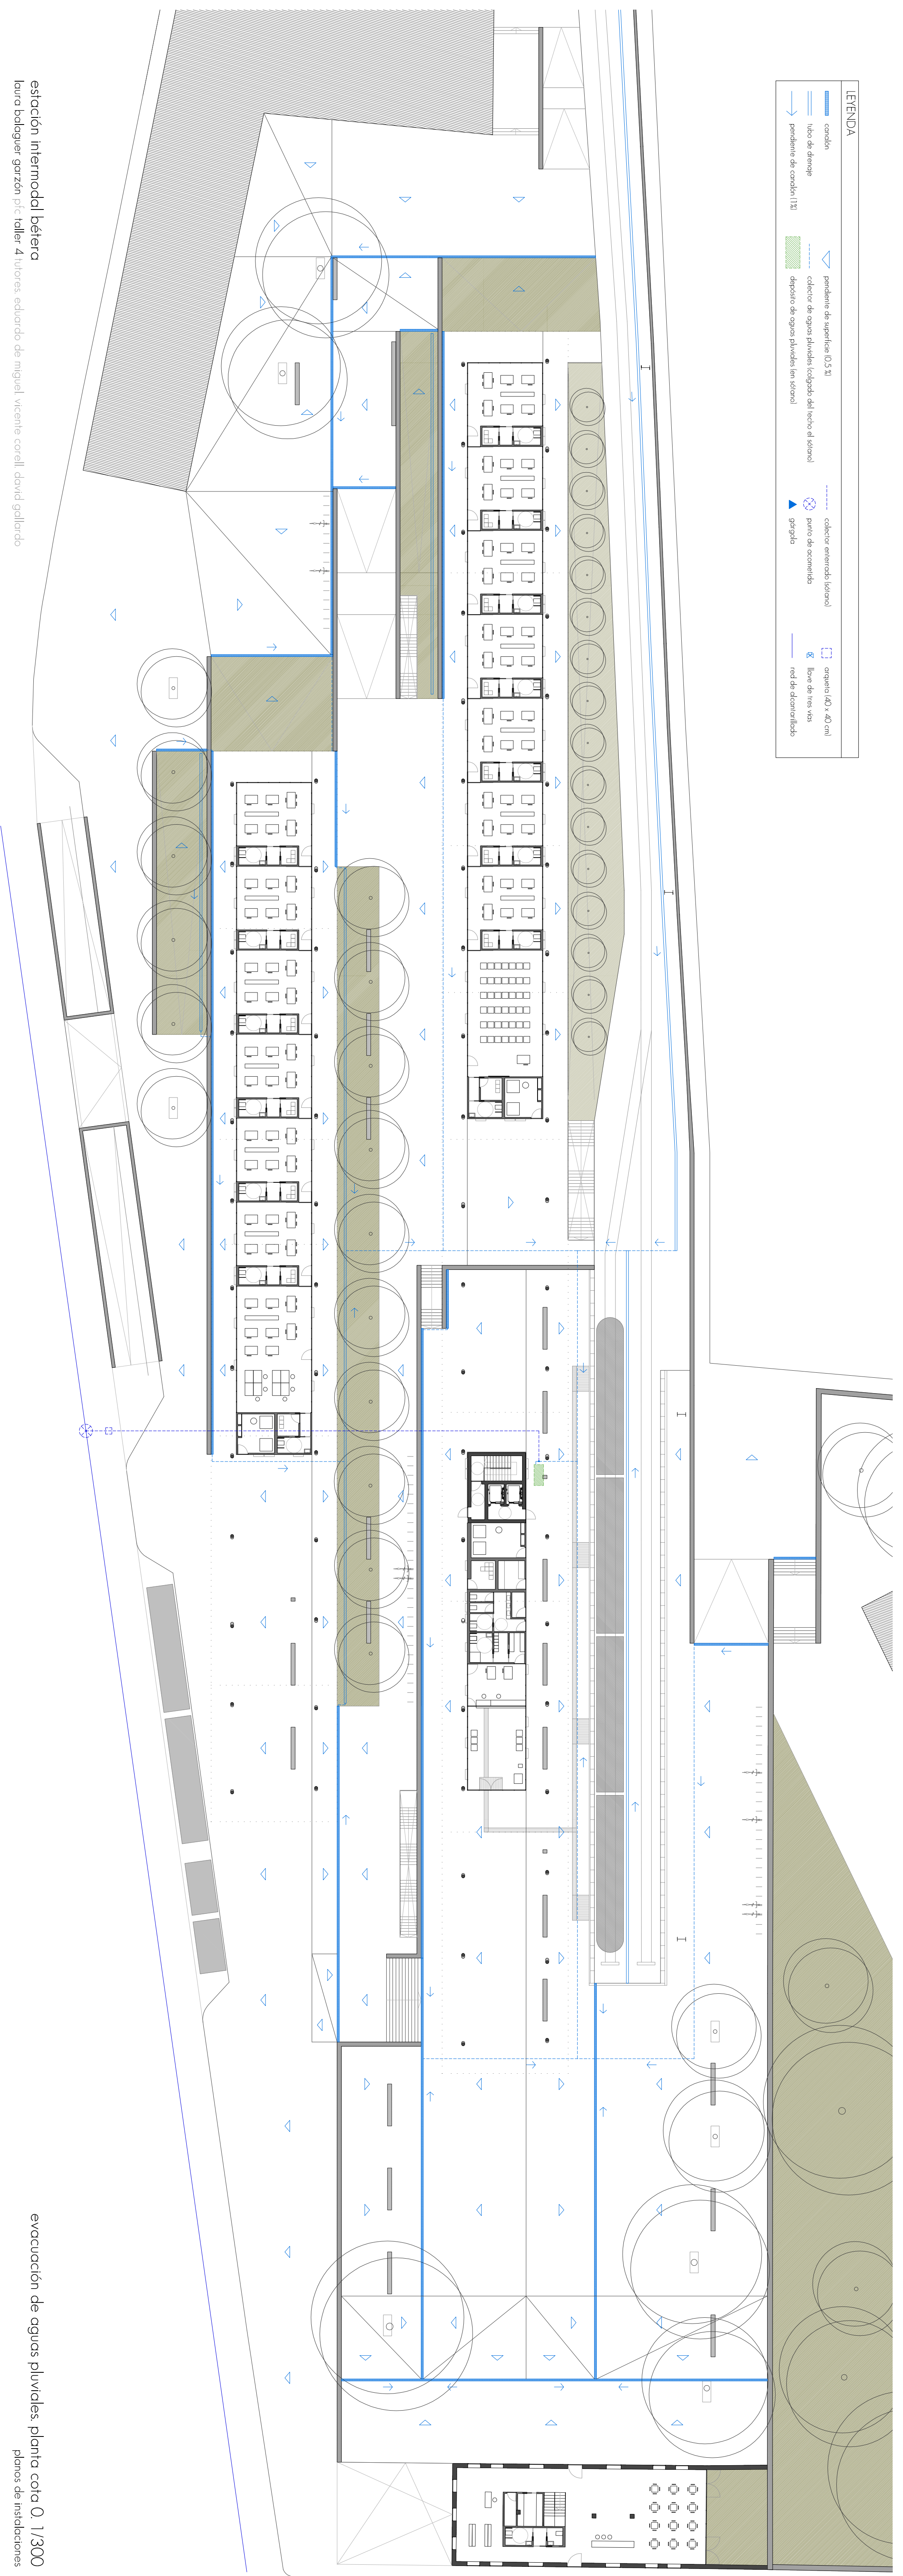 LEYENDA
canalón
tubo de drenaje
pendiente de canalón (1%)
pendiente de superficie (0,5 %)
colector de aguas pluviales (colgado del techo el sótano)
depósito de aguas pluviales (en sótano)
colector enterrado (sótano)
punto de acometida
gárgola
arqueta (40 x 40 cm)
llave de tres vías
red de alcantarillado
estación intermodal bétera
laura balaguer garzón pfc taller 4 tutores. eduardo de miguel. vicente corell. david gallardo
evacuación de aguas pluviales. planta cota 0. 1/300
planos de instalaciones